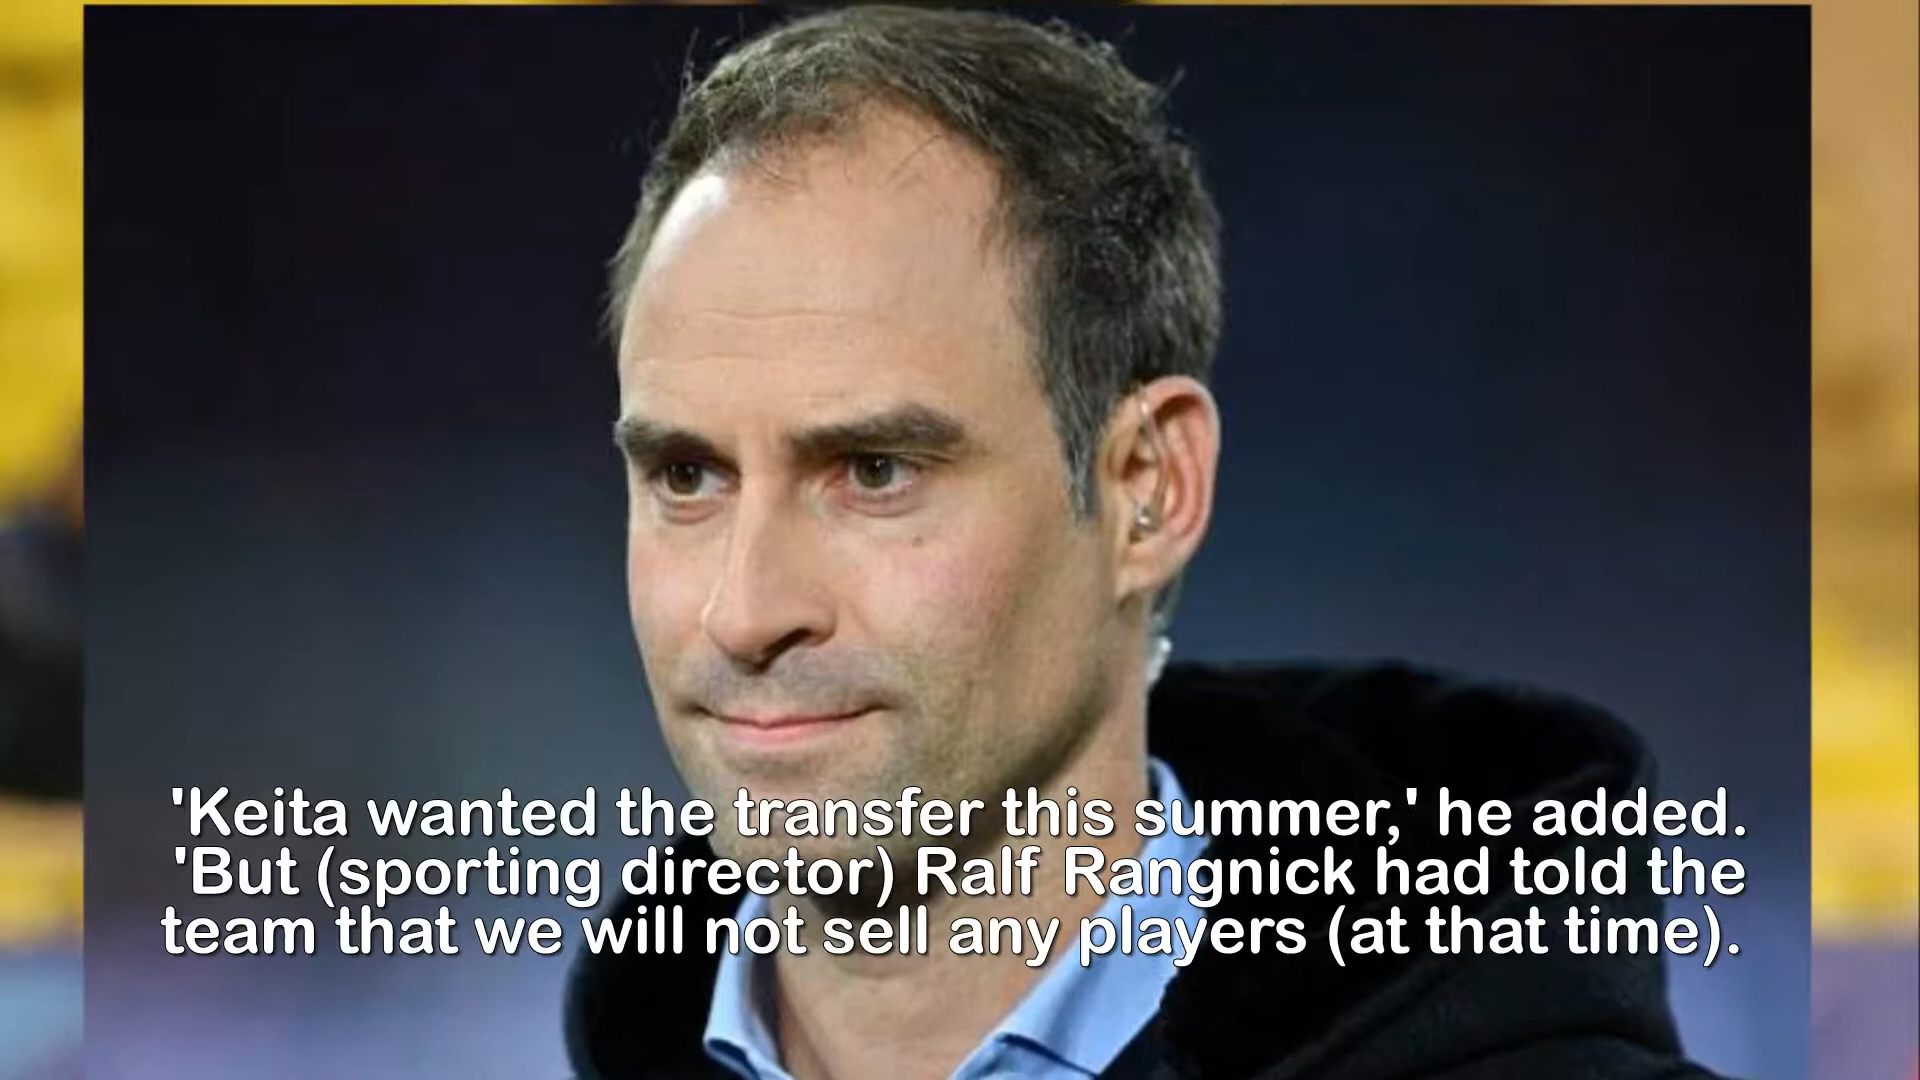 'Keita wanted the transfer this summer,' he added.
'But (sporting director) Ralf Rangnick had told the
team that we will not sell any players (at that time).